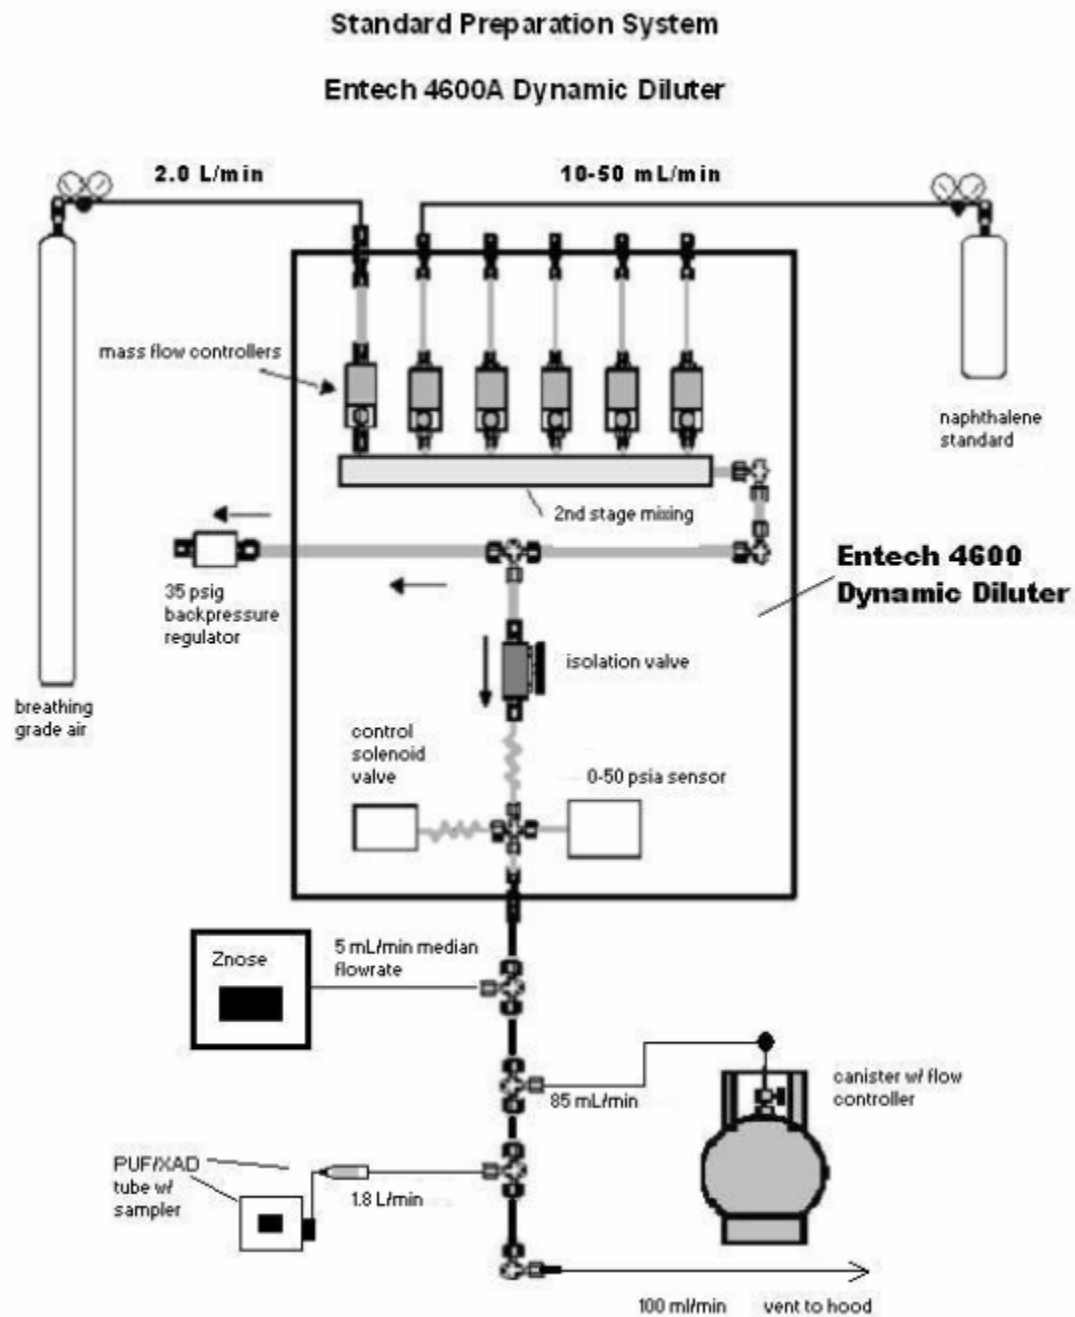 Standard Preparation System
Entech 4600A Dynamic Diluter
2.0 L/min
10-50 mL/min
mass flow controllers
naphthalene
standard
2nd stage mixing
Entech 4600
Dynamic Diluter
35 psig
backpressure
regulator
isolation valve
breathing
grade air
control
solenoid
valve
0-50 psia sensor
Znose
5 mL/min median
flowrate
85 mL/min
canister w/ flow
controller
PUF/XAD
tube w/
sampler
1.8 L/min
100 ml/min
vent to hood